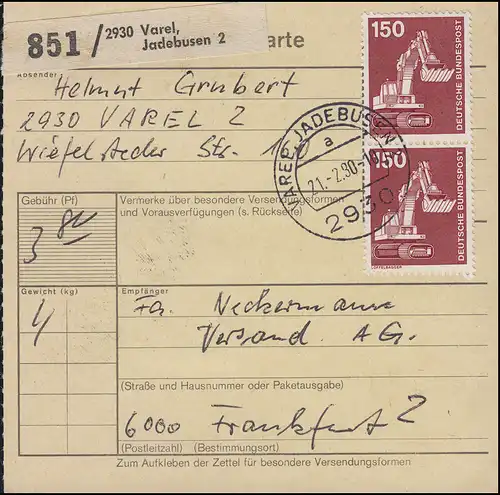 851 / 2930 Varel,
Jadebusen 2
arte
Absender
Helmut Grubert
2930 VAREL 2
Wiefelsteder Str.
150
DEUTSCHE BUNDESPOST
150
DEUTSCHE BUNDESPOST
LÖFFELBAGGER
VAREL, JADEBUSEN
a
21.-2.80
2930
Gebühr (Pf)
3 80
Vermerke über besondere Versendungsformen
und Vorausverfügungen (s. Rückseite)
Gewicht (kg)
4
Empfänger
Fa. Neckermann
Versand AG.
(Straße und Hausnummer oder Paketausgabe)
6000 Frankfurt 2
(Postleitzahl) (Bestimmungsort)
Zum Aufkleben der Zettel für besondere Versendungsformen